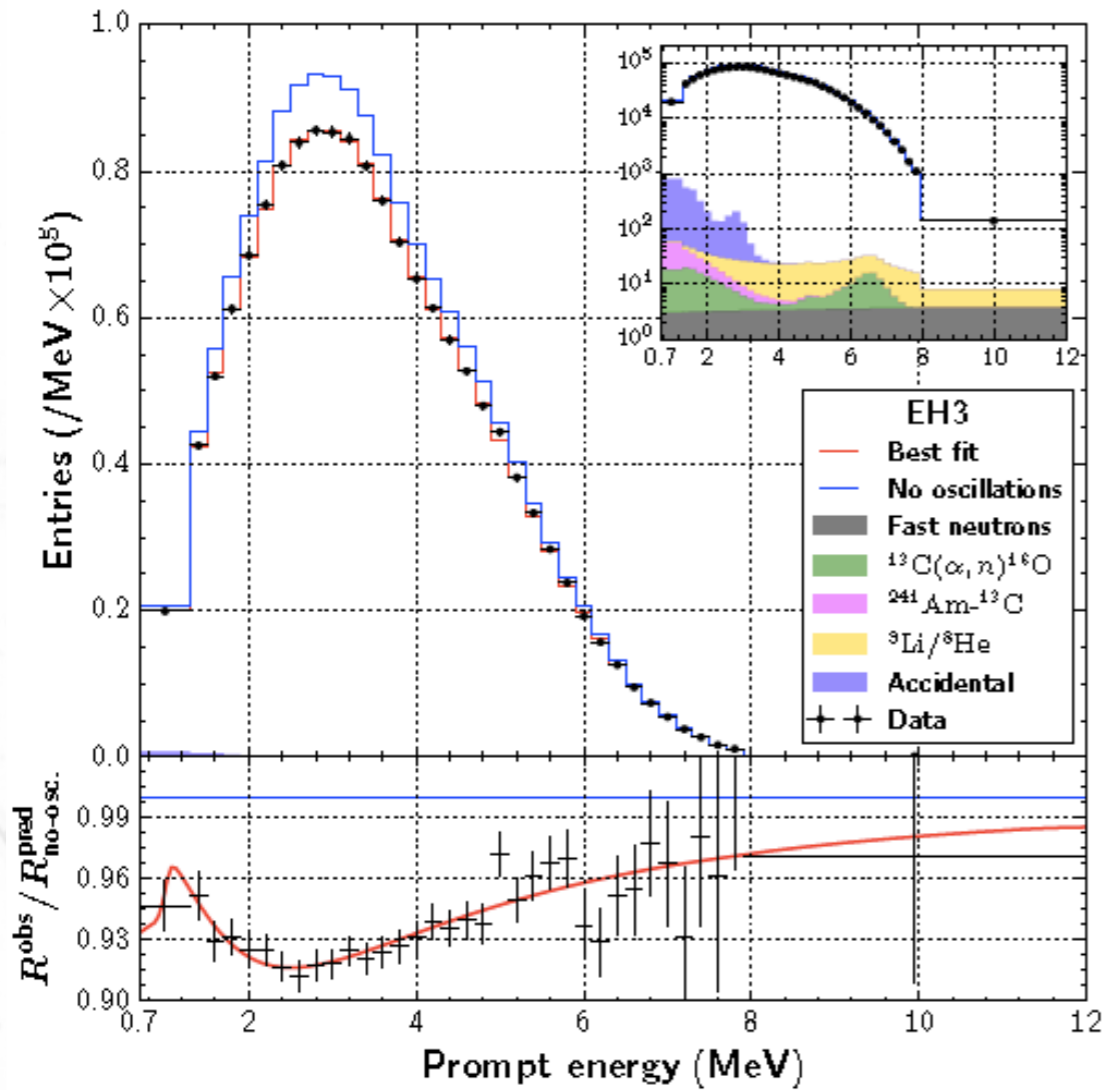 Entries (/MeV ×10⁵)
1.0
0.8
0.6
0.4
0.2
0.0
10⁵
10⁴
10³
10²
10¹
10⁰
0.7 2 4 6 8 10 12
EH3
Best fit
No oscillations
Fast neutrons
¹³C(α, n)¹⁶O
²⁴¹Am-¹³C
⁹Li/⁸He
Accidental
Data
R^obs / R^pred_no-osc.
0.99
0.96
0.93
0.90
0.7 2 4 6 8 10 12
Prompt energy (MeV)